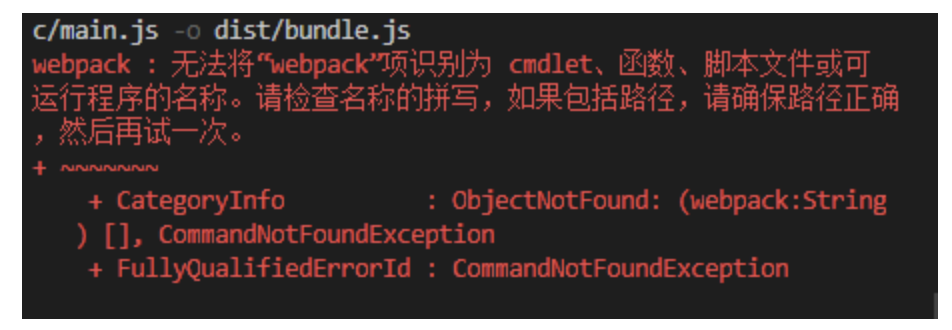 c/main.js -o dist/bundle.js
webpack : 无法将“webpack”项识别为 cmdlet、函数、脚本文件或可
运行程序的名称。请检查名称的拼写，如果包括路径，请确保路径正确
，然后再试一次。
+ ~~~~~~~
+ CategoryInfo          : ObjectNotFound: (webpack:String
) [], CommandNotFoundException
+ FullyQualifiedErrorId : CommandNotFoundException